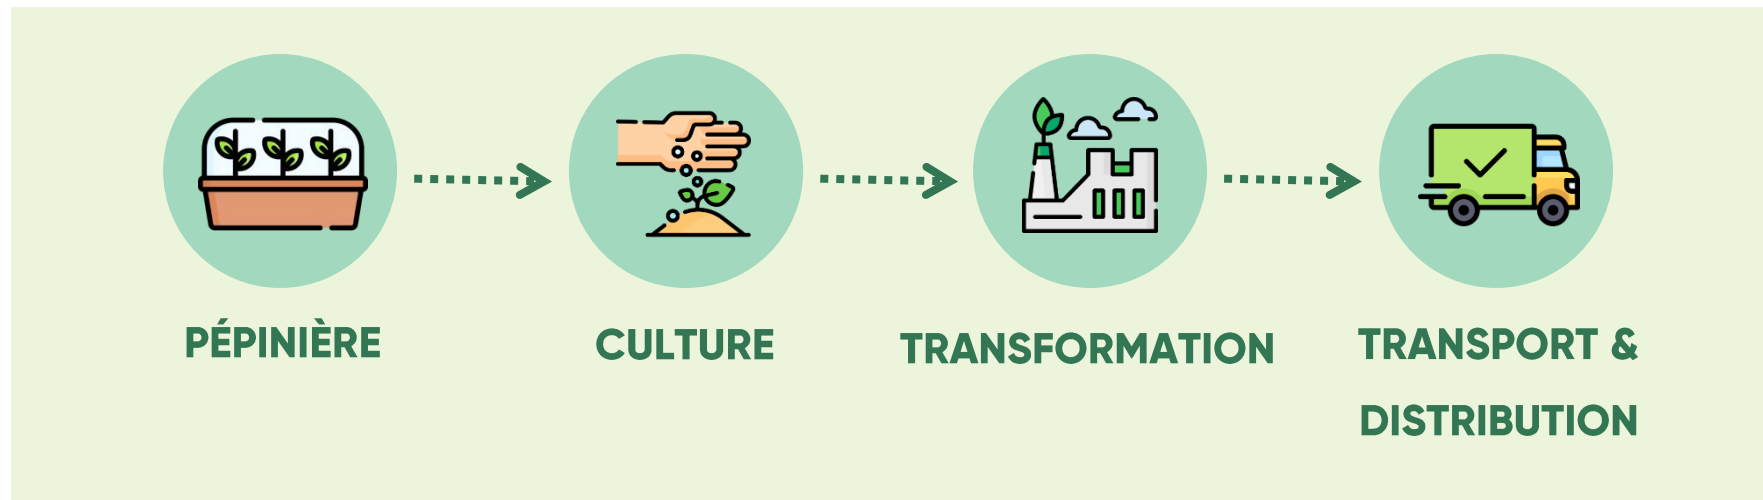 PÉPINIÈRE
CULTURE
TRANSFORMATION
TRANSPORT &
DISTRIBUTION